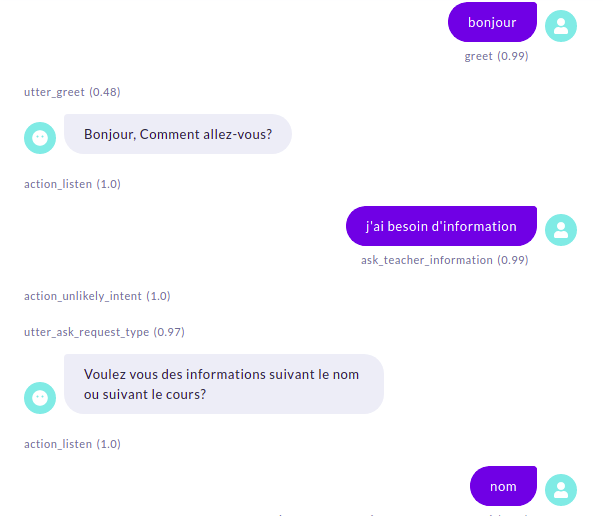 bonjour
greet (0.99)
utter_greet (0.48)
Bonjour, Comment allez-vous?
action_listen (1.0)
j'ai besoin d'information
ask_teacher_information (0.99)
action_unlikely_intent (1.0)
utter_ask_request_type (0.97)
Voulez vous des informations suivant le nom
ou suivant le cours?
action_listen (1.0)
nom